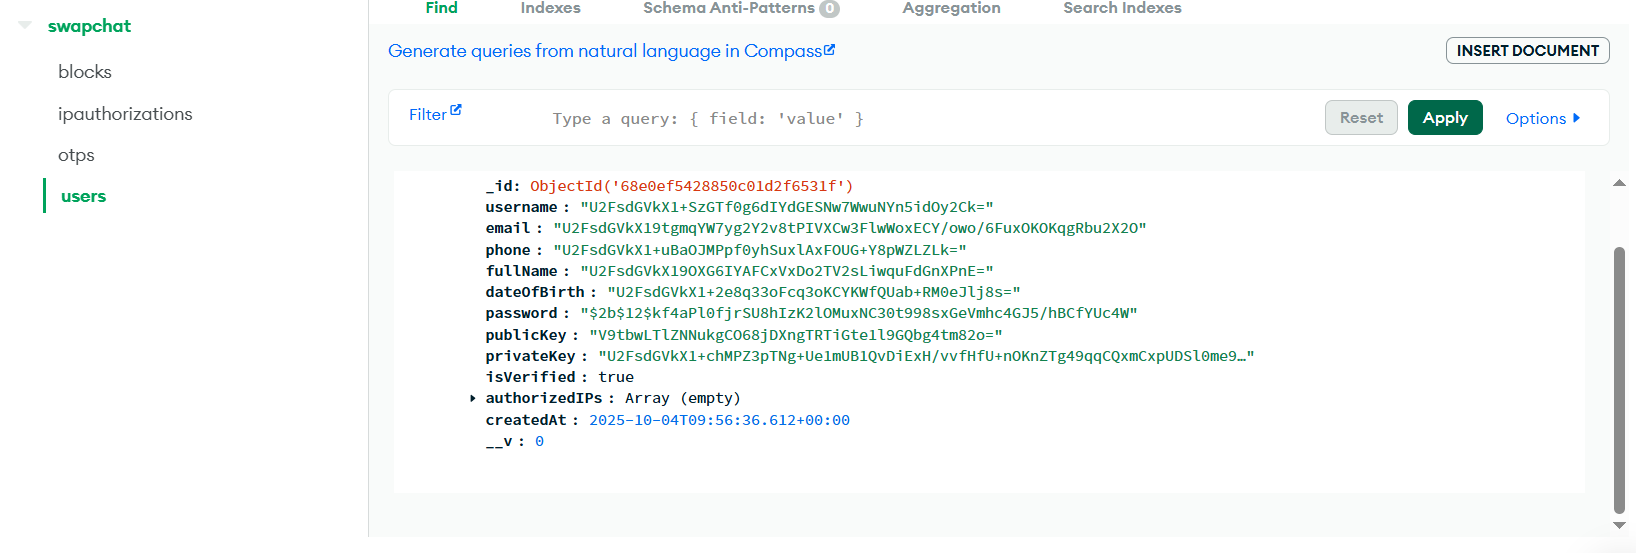 swapchat
blocks
ipauthorizations
otps
users
Find Indexes Schema Anti-Patterns 0 Aggregation Search Indexes
Generate queries from natural language in Compass
INSERT DOCUMENT
Filter
Type a query: { field: 'value' }
Reset Apply Options
_id: ObjectId('68e0ef5428850c01d2f6531f')
username : "U2FsdGVkX1+SzGTf0g6dIYdGESNw7WwuNYn5idOy2Ck="
email : "U2FsdGVkX19tgmqYW7yg2Y2v8tPIVXCw3FlwWoxECY/owo/6FuxOKOKqgRbu2X2O"
phone : "U2FsdGVkX1+uBaOJMPpf0yhSuxlAxFOUG+Y8pWZLZLk="
fullName : "U2FsdGVkX19OXG6IYAFCxVxDo2TV2sLiwquFdGnXPnE="
dateOfBirth : "U2FsdGVkX1+2e8q33oFcq3oKCYKWfQUab+RM0eJlj8s="
password : "$2b$12$kf4aPl0fjrSU8hIzK2lOMuxNC30t998sxGeVmhc4GJ5/hBCfYUc4W"
publicKey : "V9tbwLTlZNNukgCO68jDXngTRTiGte1l9GQbg4tm82o="
privateKey : "U2FsdGVkX1+chMPZ3pTNg+Ue1mUB1QvDiExH/vvfHfU+nOKnZTg49qqCQxmCxpUDSl0me9…"
isVerified : true
authorizedIPs : Array (empty)
createdAt : 2025-10-04T09:56:36.612+00:00
__v : 0